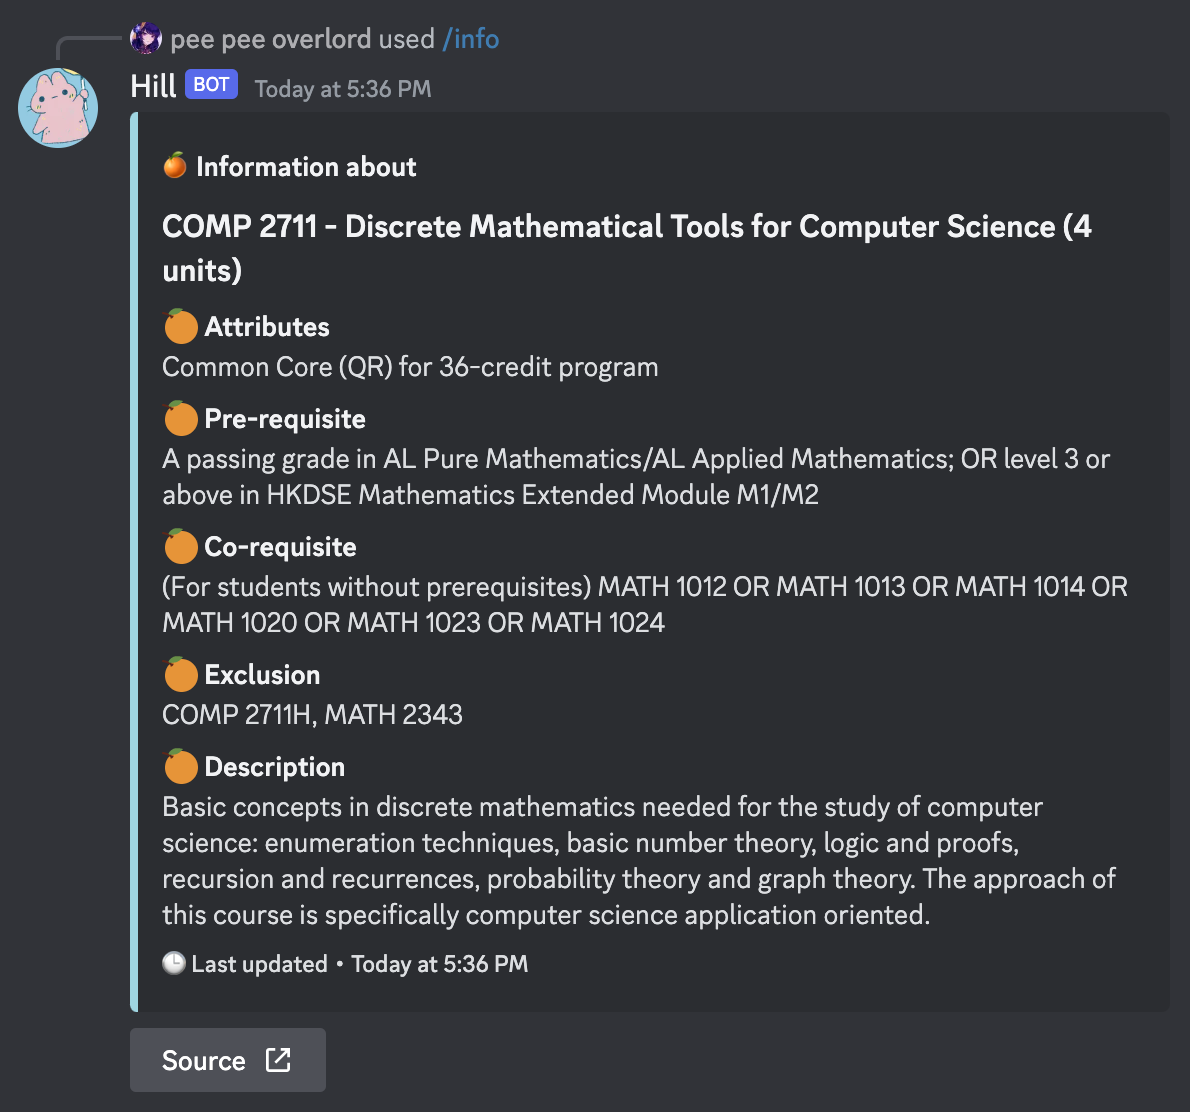 pee pee overlord used /info
Hill BOT Today at 5:36 PM
Information about
COMP 2711 - Discrete Mathematical Tools for Computer Science (4
units)
Attributes
Common Core (QR) for 36-credit program
Pre-requisite
A passing grade in AL Pure Mathematics/AL Applied Mathematics; OR level 3 or
above in HKDSE Mathematics Extended Module M1/M2
Co-requisite
(For students without prerequisites) MATH 1012 OR MATH 1013 OR MATH 1014 OR
MATH 1020 OR MATH 1023 OR MATH 1024
Exclusion
COMP 2711H, MATH 2343
Description
Basic concepts in discrete mathematics needed for the study of computer
science: enumeration techniques, basic number theory, logic and proofs,
recursion and recurrences, probability theory and graph theory. The approach of
this course is specifically computer science application oriented.
Last updated • Today at 5:36 PM
Source